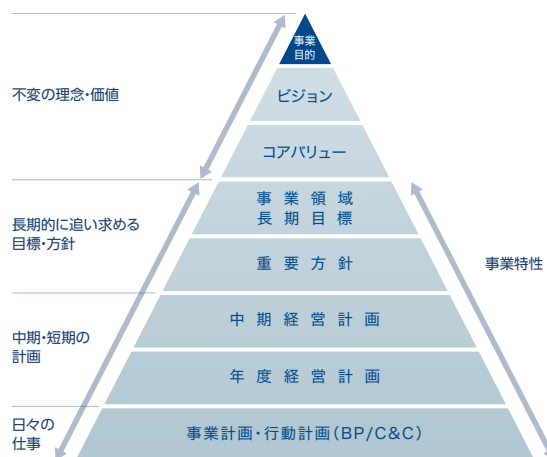 事業
目的
不変の理念・価値
ビジョン
コアバリュー
長期的に追い求める
目標・方針
事業領域
長期目標
重要方針
事業特性
中期・短期の
計画
中期経営計画
年度経営計画
日々の
仕事
事業計画・行動計画(BP/C&C)